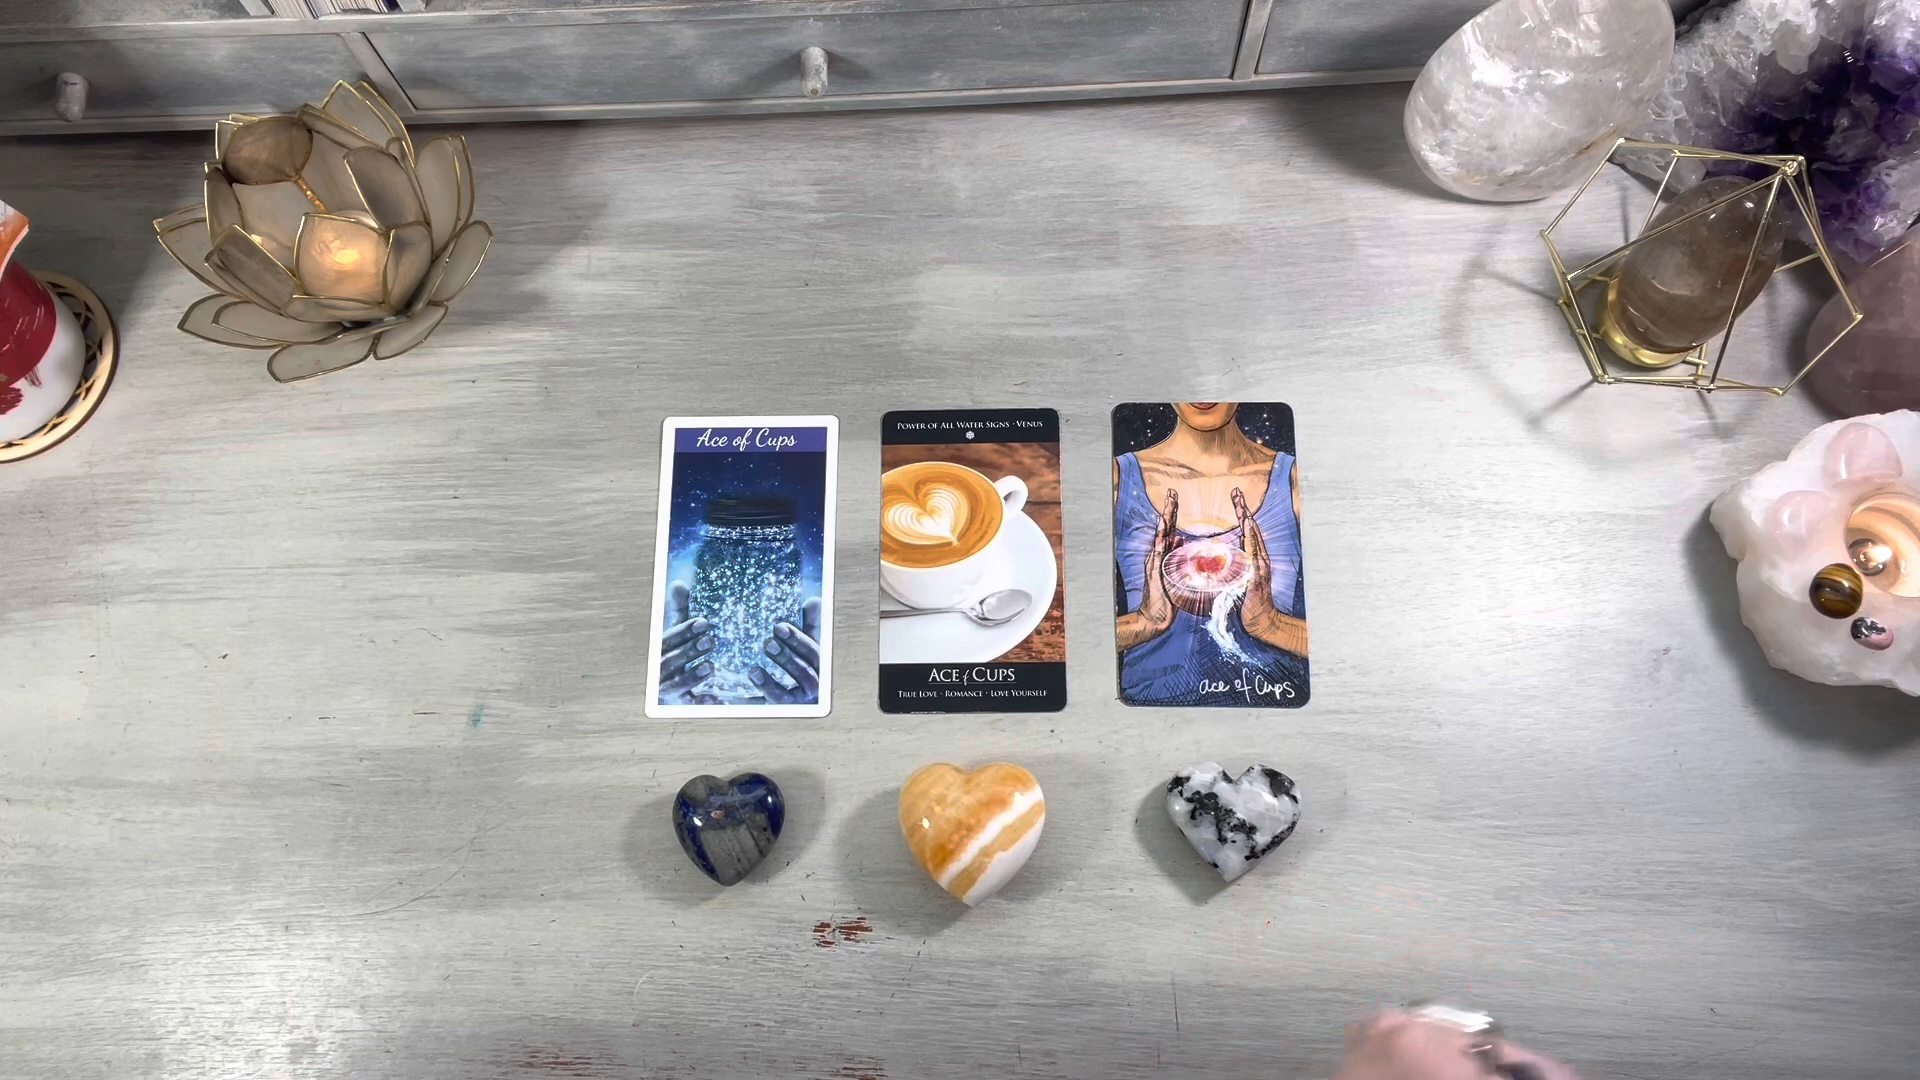 Ace of Cups
POWER OF ALL WATER SIGNS · VENUS
ACE of CUPS
TRUE LOVE · ROMANCE · LOVE YOURSELF
ace of Cups